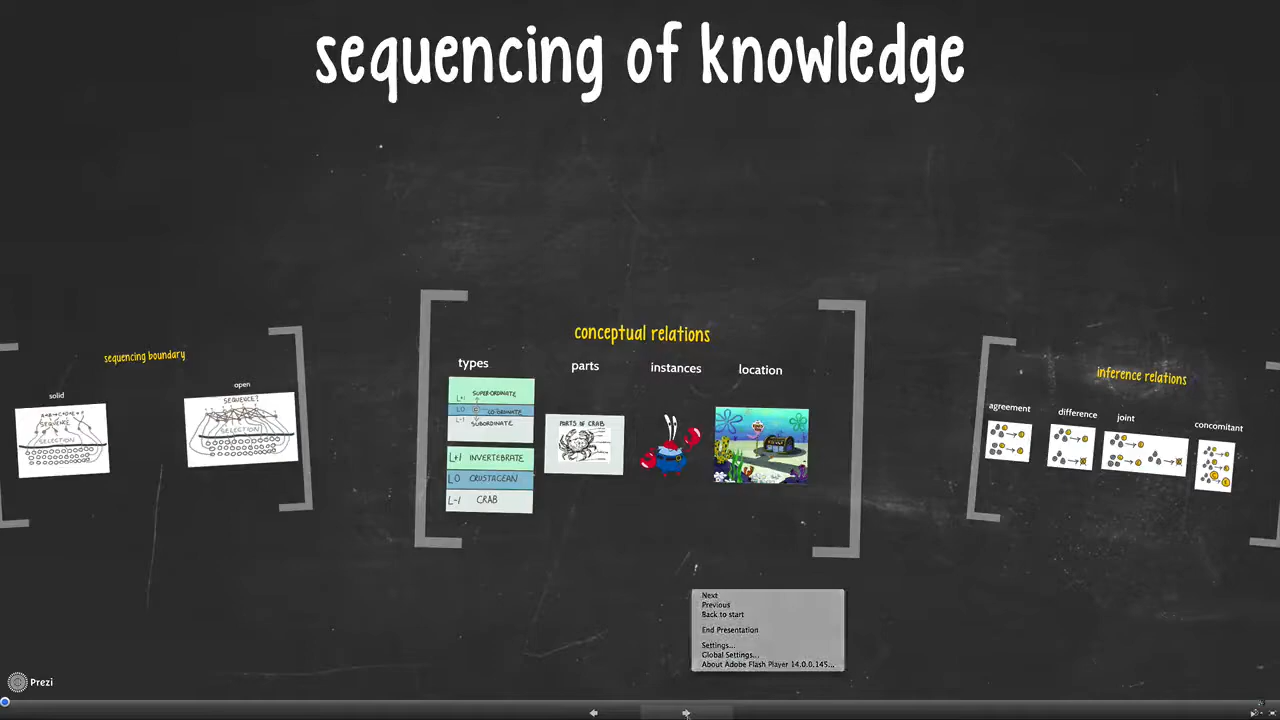 sequencing of knowledge
sequencing boundary
solid
SEQUENCE
SELECTION
open
SEQUENCE?
SELECTION
conceptual relations
types
parts
instances
location
L+1 SUPERORDINATE
L0 CO-ORDINATE
L-1 SUBORDINATE
L+1 INVERTEBRATE
L0 CRUSTACEAN
L-1 CRAB
PARTS OF CRAB
inference relations
agreement
difference
joint
concomitant
Next
Previous
Back to start
End Presentation
Settings...
Global Settings...
About Adobe Flash Player 14.0.0.145...
Prezi